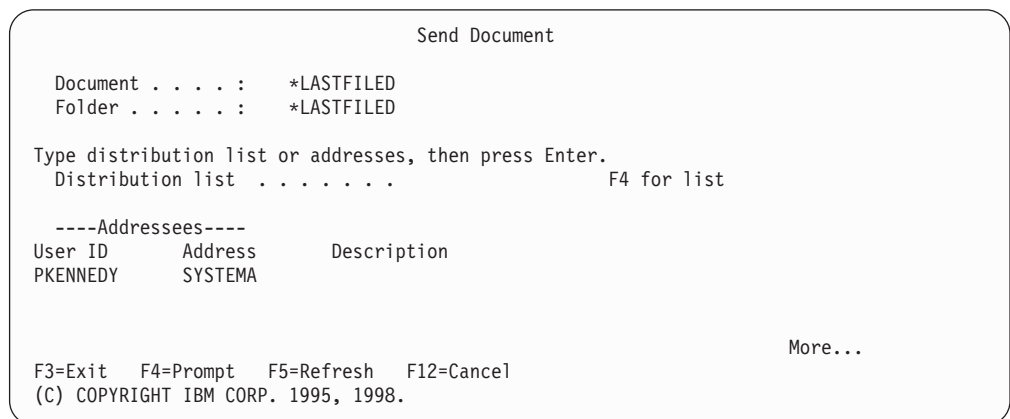 Send Document
Document . . . . :    *LASTFILED
Folder . . . . . :    *LASTFILED
Type distribution list or addresses, then press Enter.
Distribution list . . . . . . .    F4 for list
----Addressees----
User ID    Address    Description
PKENNEDY    SYSTEMA
More...
F3=Exit   F4=Prompt   F5=Refresh   F12=Cancel
(C) COPYRIGHT IBM CORP. 1995, 1998.